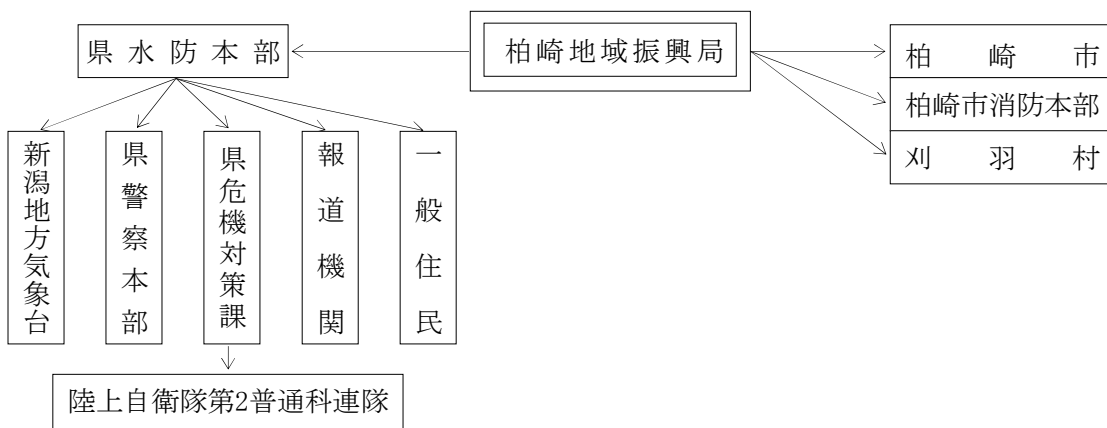 県水防本部
柏崎地域振興局
柏崎市
柏崎市消防本部
刈羽村
新潟地方気象台
県警察本部
県危機対策課
報道機関
一般住民
陸上自衛隊第2普通科連隊